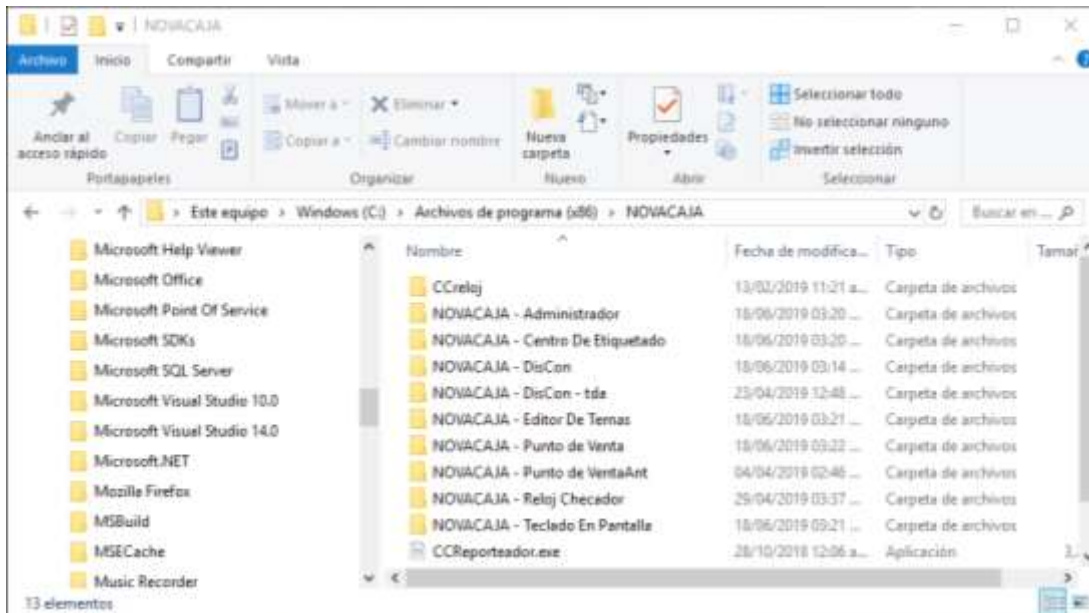 NOVACAJA
Archivo Inicio Compartir Vista
Anclar al acceso rápido
Copiar
Pegar
Portapapeles
Mover a
Copiar a
Eliminar
Cambiar nombre
Organizar
Nueva carpeta
Nuevo
Propiedades
Abrir
Seleccionar todo
No seleccionar ninguno
Invertir selección
Seleccionar
Este equipo > Windows (C:) > Archivos de programa (x86) > NOVACAJA
Buscar en ...
Microsoft Help Viewer
Microsoft Office
Microsoft Point Of Service
Microsoft SDKs
Microsoft SQL Server
Microsoft Visual Studio 10.0
Microsoft Visual Studio 14.0
Microsoft.NET
Mozilla Firefox
MSBuild
MSECache
Music Recorder
Nombre Fecha de modifica... Tipo Tamañ
CCreloj 13/02/2019 11:21 a... Carpeta de archivos
NOVACAJA - Administrador 18/06/2019 03:20 ... Carpeta de archivos
NOVACAJA - Centro De Etiquetado 18/06/2019 03:20 ... Carpeta de archivos
NOVACAJA - DisCon 18/06/2019 03:14 ... Carpeta de archivos
NOVACAJA - DisCon - tda 23/04/2019 12:48 ... Carpeta de archivos
NOVACAJA - Editor De Temas 18/06/2019 03:21 ... Carpeta de archivos
NOVACAJA - Punto de Venta 18/06/2019 03:22 ... Carpeta de archivos
NOVACAJA - Punto de VentaAnt 04/04/2019 02:46 ... Carpeta de archivos
NOVACAJA - Reloj Checador 29/04/2019 03:37 ... Carpeta de archivos
NOVACAJA - Teclado En Pantalla 18/06/2019 03:21 ... Carpeta de archivos
CCReporteador.exe 28/10/2018 12:06 a... Aplicación
13 elementos